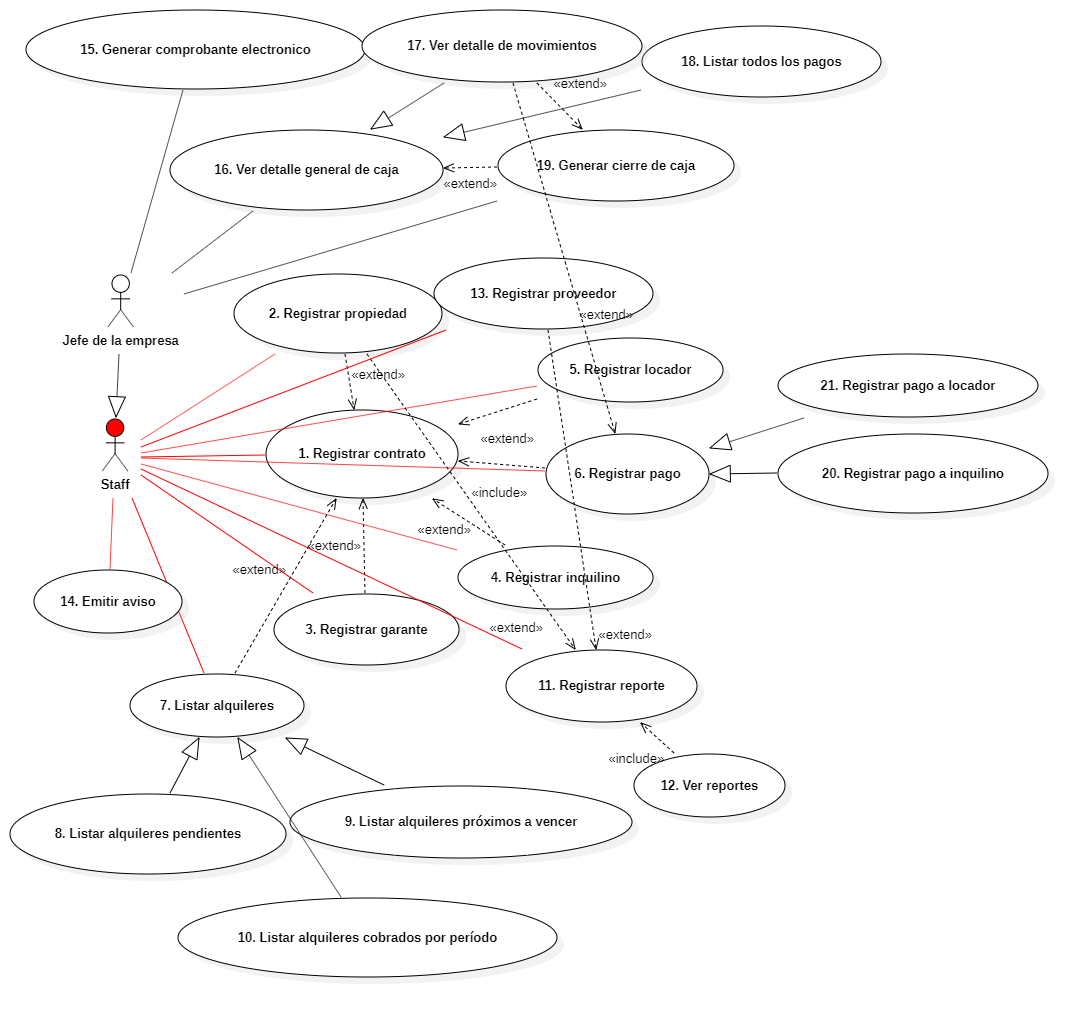 15. Generar comprobante electronico
17. Ver detalle de movimientos
18. Listar todos los pagos
«extend»
16. Ver detalle general de caja
19. Generar cierre de caja
«extend»
Jefe de la empresa
2. Registrar propiedad
13. Registrar proveedor
«extend»
5. Registrar locador
«extend»
21. Registrar pago a locador
Staff
1. Registrar contrato
«extend»
6. Registrar pago
20. Registrar pago a inquilino
«include»
«extend»
«extend»
«extend»
4. Registrar inquilino
14. Emitir aviso
3. Registrar garante
«extend»
«extend»
7. Listar alquileres
11. Registrar reporte
«include»
12. Ver reportes
8. Listar alquileres pendientes
9. Listar alquileres próximos a vencer
10. Listar alquileres cobrados por período